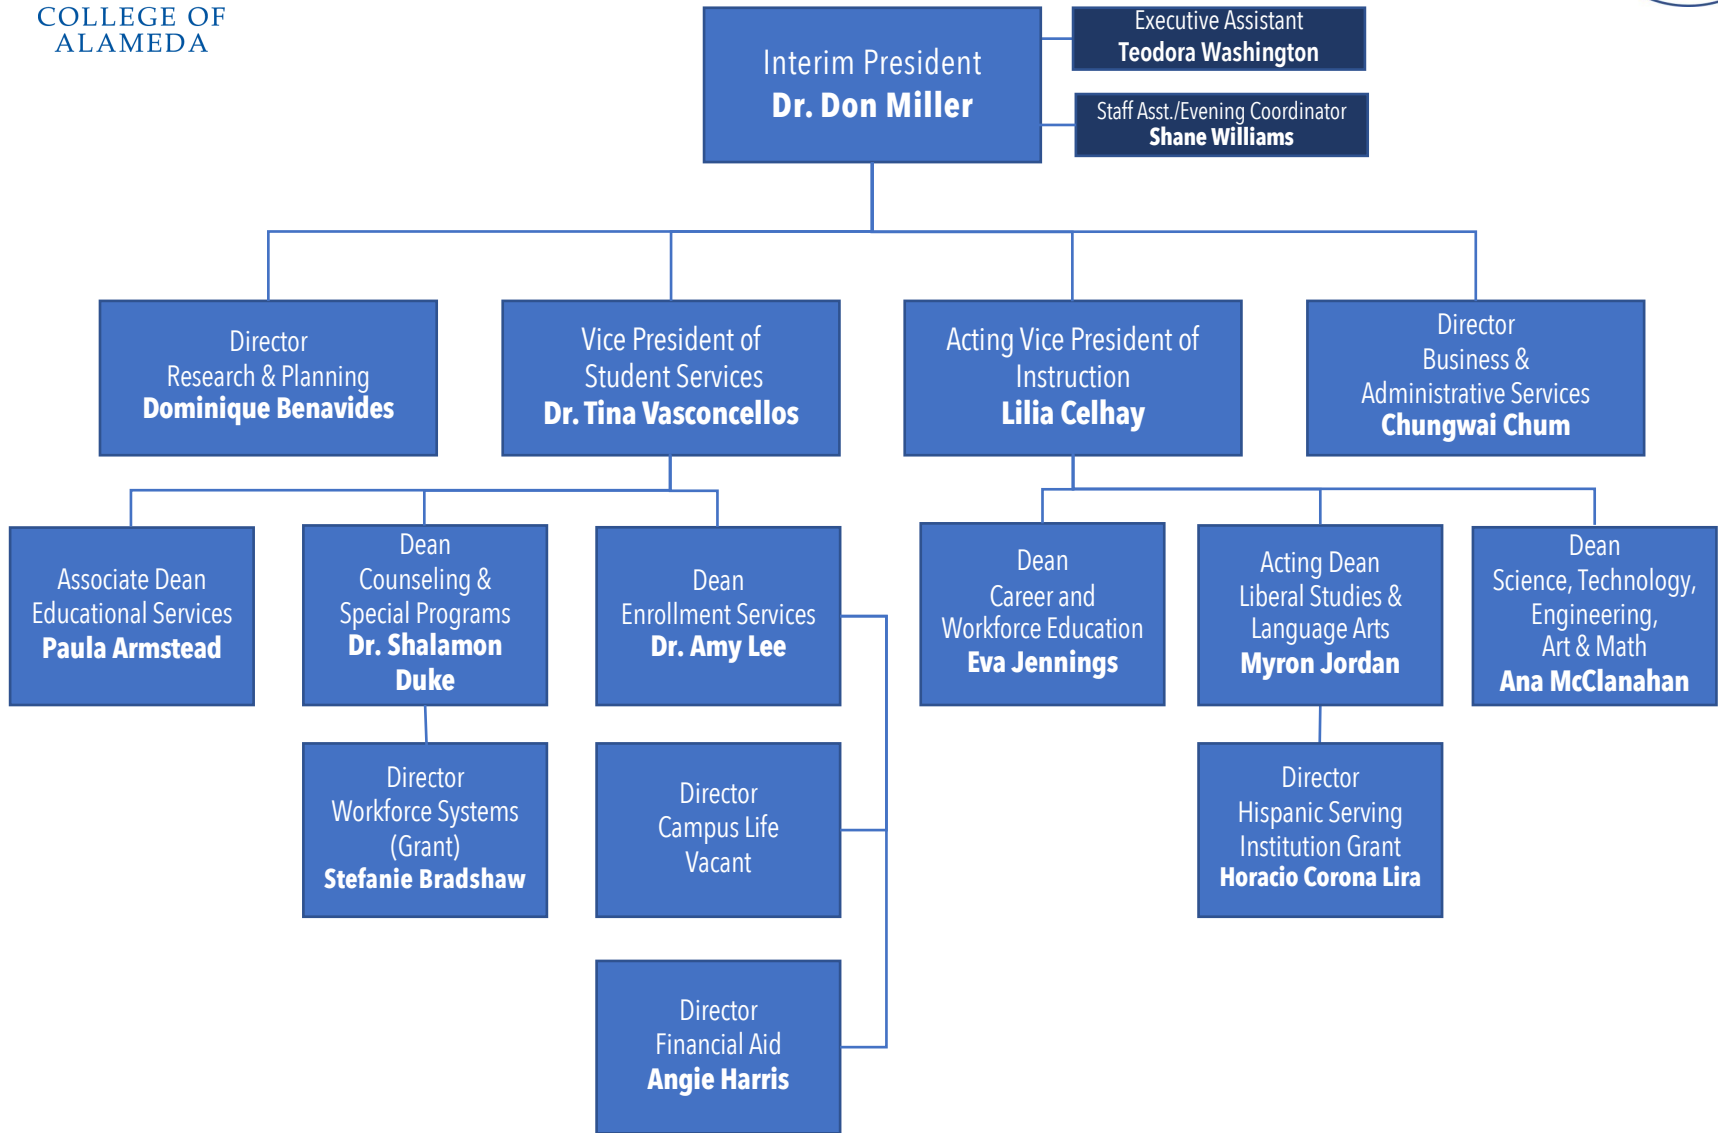 COLLEGE OF
ALAMEDA
Interim President
Dr. Don Miller
Executive Assistant
Teodora Washington
Staff Asst./Evening Coordinator
Shane Williams
Director
Research & Planning
Dominique Benavides
Vice President of
Student Services
Dr. Tina Vasconcellos
Acting Vice President of
Instruction
Lilia Celhay
Director
Business &
Administrative Services
Chungwai Chum
Associate Dean
Educational Services
Paula Armstead
Dean
Counseling &
Special Programs
Dr. Shalamon
Duke
Dean
Enrollment Services
Dr. Amy Lee
Dean
Career and
Workforce Education
Eva Jennings
Acting Dean
Liberal Studies &
Language Arts
Myron Jordan
Dean
Science, Technology,
Engineering,
Art & Math
Ana McClanahan
Director
Workforce Systems
(Grant)
Stefanie Bradshaw
Director
Campus Life
Vacant
Director
Hispanic Serving
Institution Grant
Horacio Corona Lira
Director
Financial Aid
Angie Harris